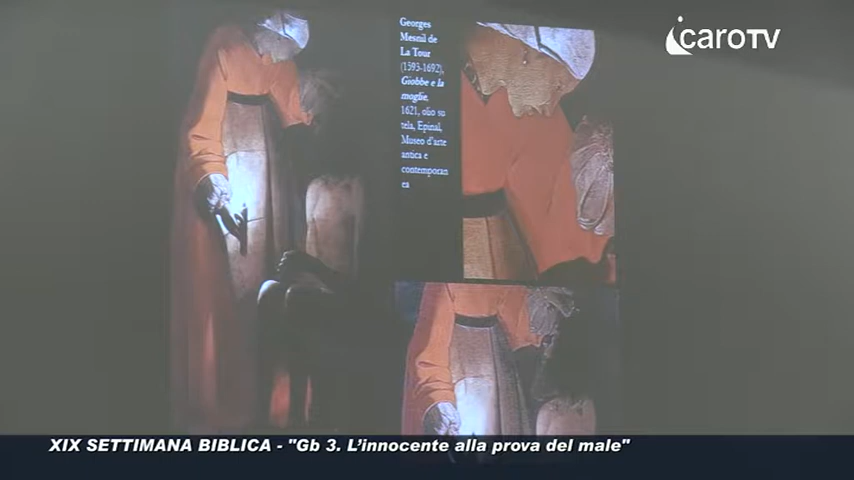 Georges
Mesnil de
La Tour
(1593-1692),
Giobbe e la
moglie,
1621, olio su
tela, Epinal,
Museo d'arte
antica e
contemporan
ea
icaroTV
XIX SETTIMANA BIBLICA - "Gb 3. L'innocente alla prova del male"